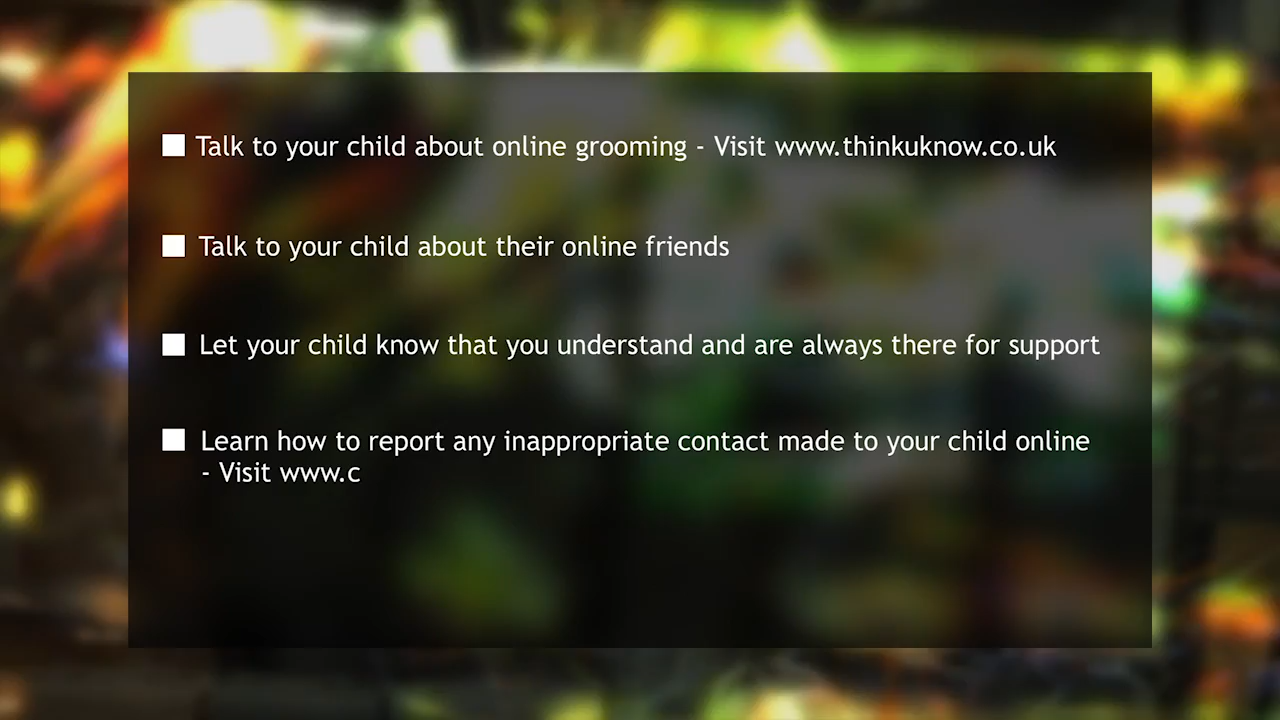 Talk to your child about online grooming - Visit www.thinkuknow.co.uk
Talk to your child about their online friends
Let your child know that you understand and are always there for support
Learn how to report any inappropriate contact made to your child online
- Visit www.c